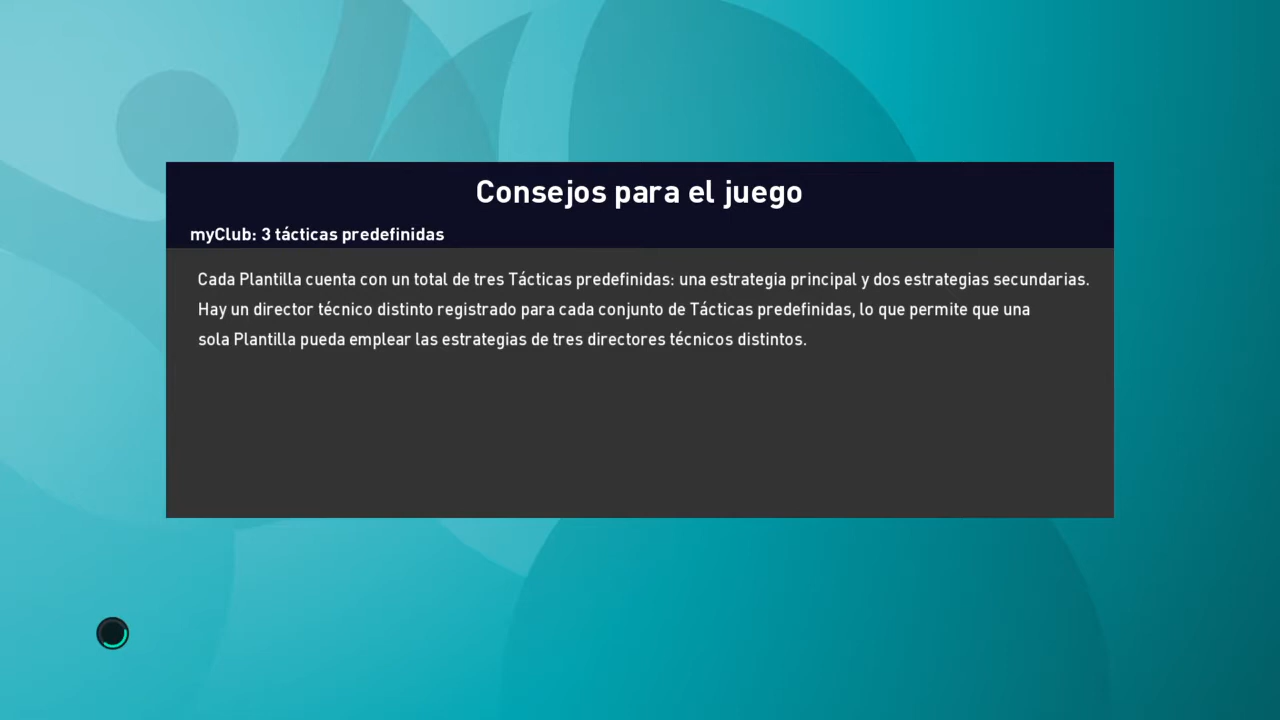 Consejos para el juego
myClub: 3 tácticas predefinidas
Cada Plantilla cuenta con un total de tres Tácticas predefinidas: una estrategia principal y dos estrategias secundarias.
Hay un director técnico distinto registrado para cada conjunto de Tácticas predefinidas, lo que permite que una
sola Plantilla pueda emplear las estrategias de tres directores técnicos distintos.